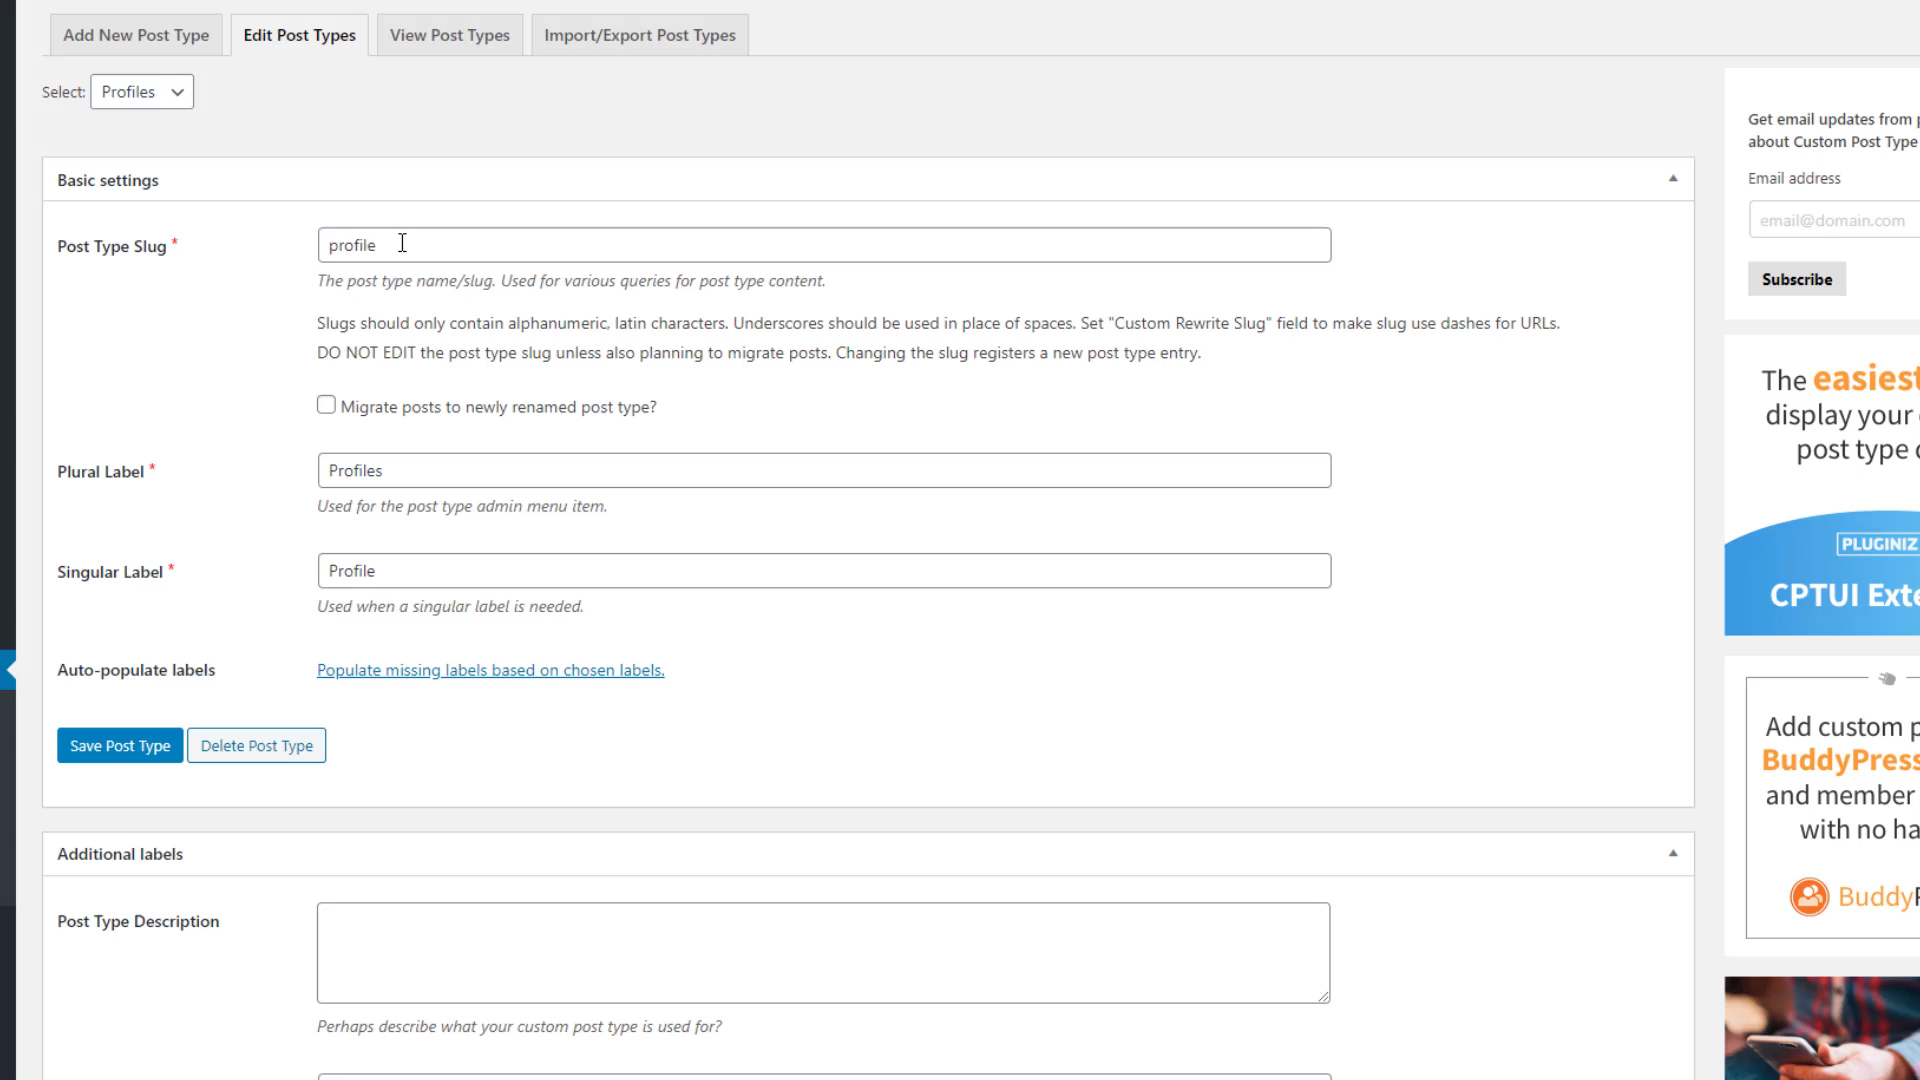 Add New Post Type
Edit Post Types
View Post Types
Import/Export Post Types
Select: Profiles
Basic settings
Post Type Slug *
profile
The post type name/slug. Used for various queries for post type content.
Slugs should only contain alphanumeric, latin characters. Underscores should be used in place of spaces. Set "Custom Rewrite Slug" field to make slug use dashes for URLs.
DO NOT EDIT the post type slug unless also planning to migrate posts. Changing the slug registers a new post type entry.
Migrate posts to newly renamed post type?
Plural Label *
Profiles
Used for the post type admin menu item.
Singular Label *
Profile
Used when a singular label is needed.
Auto-populate labels
Populate missing labels based on chosen labels.
Save Post Type
Delete Post Type
Additional labels
Post Type Description
Perhaps describe what your custom post type is used for?
Get email updates from
about Custom Post Type
Email address
email@domain.com
Subscribe
The easiest
display your
post type
PLUGINIZ
CPTUI Exte
Add custom
BuddyPress
and member
with no ha
Buddy